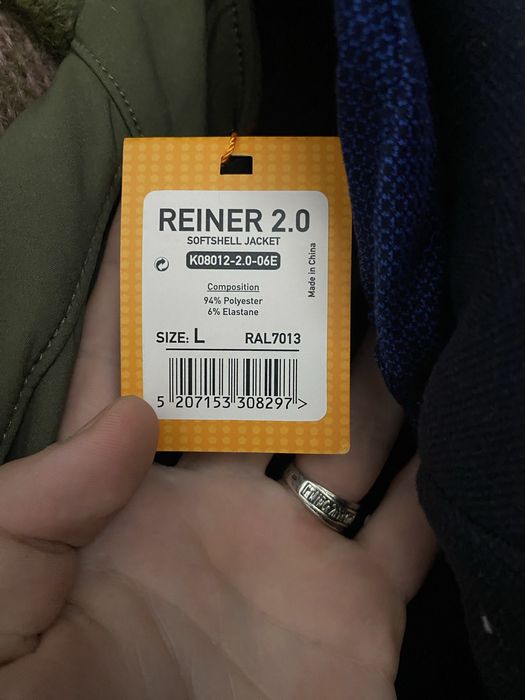 REINER 2.0
SOFTSHELL JACKET
K08012-2.0-06E
Made in China
Composition
94% Polyester
6% Elastane
SIZE: L RAL7013
5 207153 308297 >